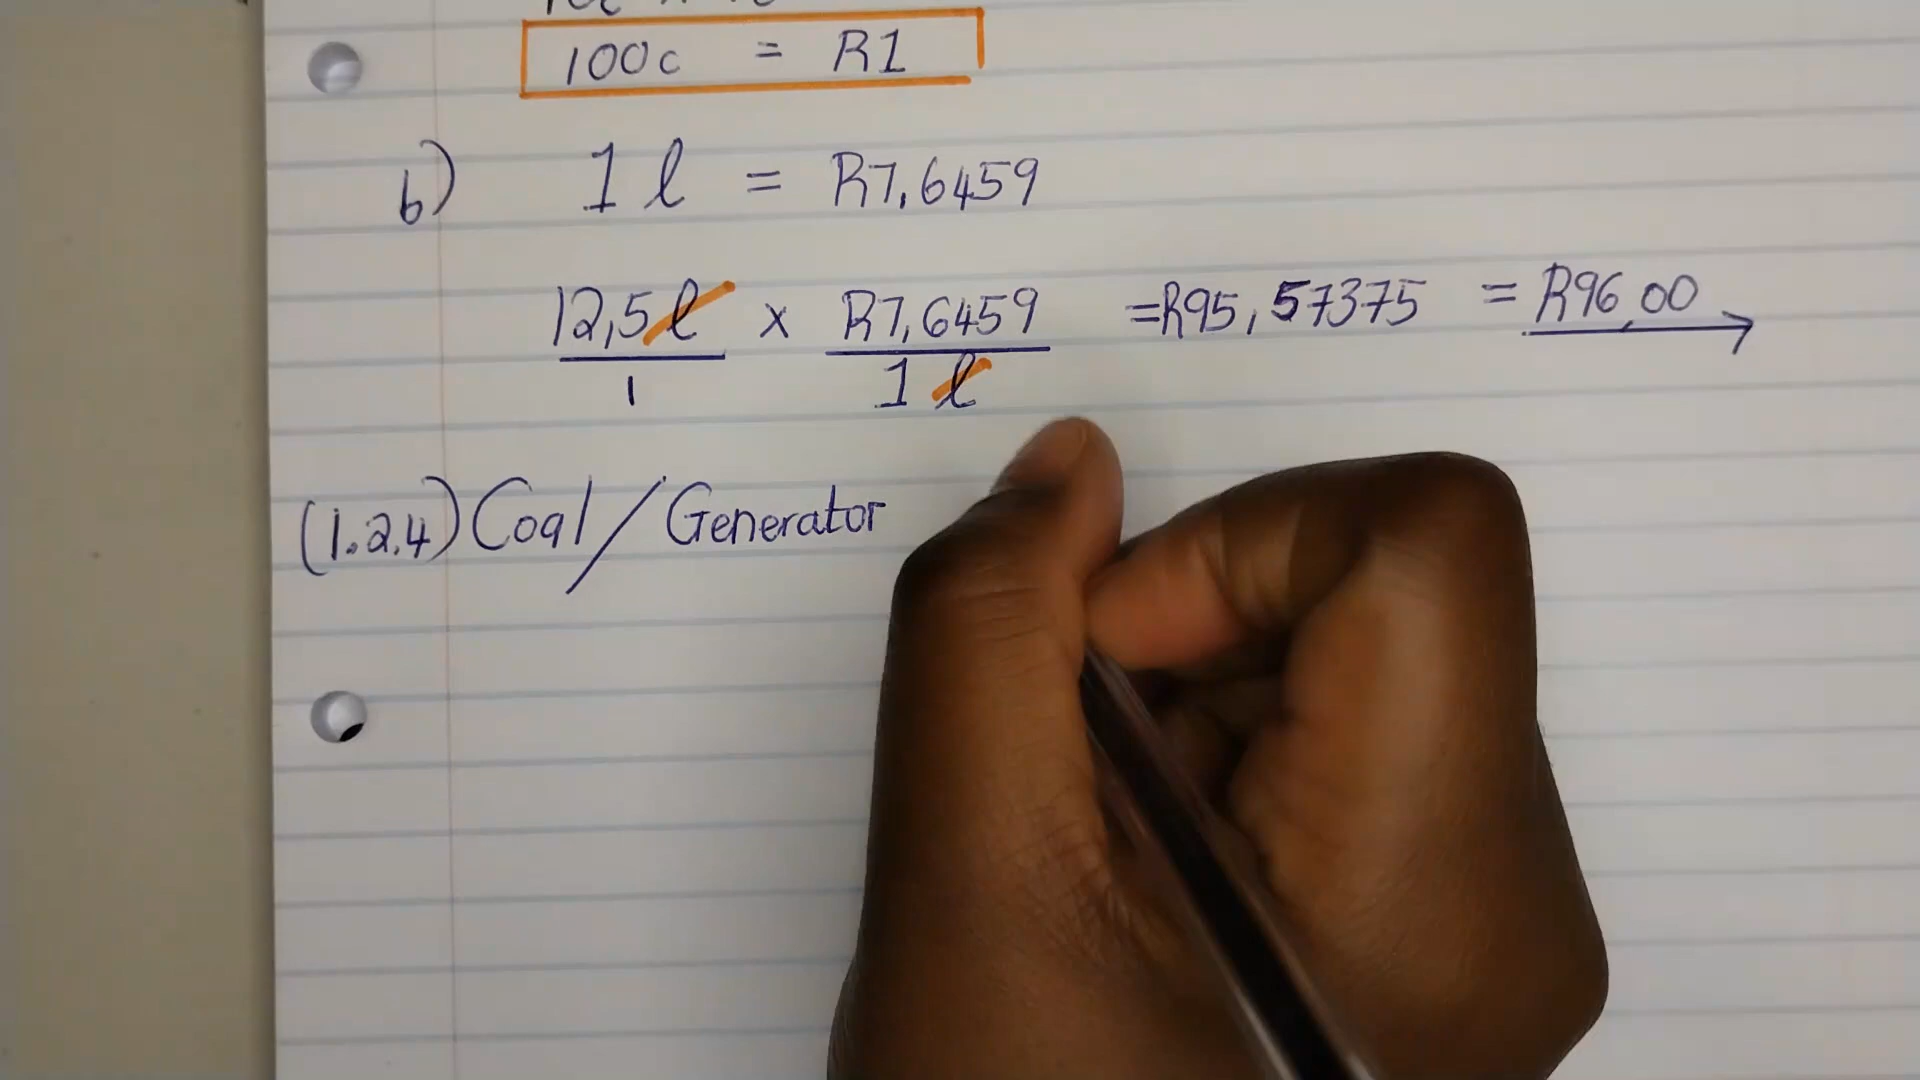 100c = R1
b) 1 l = R7,6459
12,5l / 1 x R7,6459 / 1 l = R95,57375 = R96,00
(1.2.4) Coal / Generator